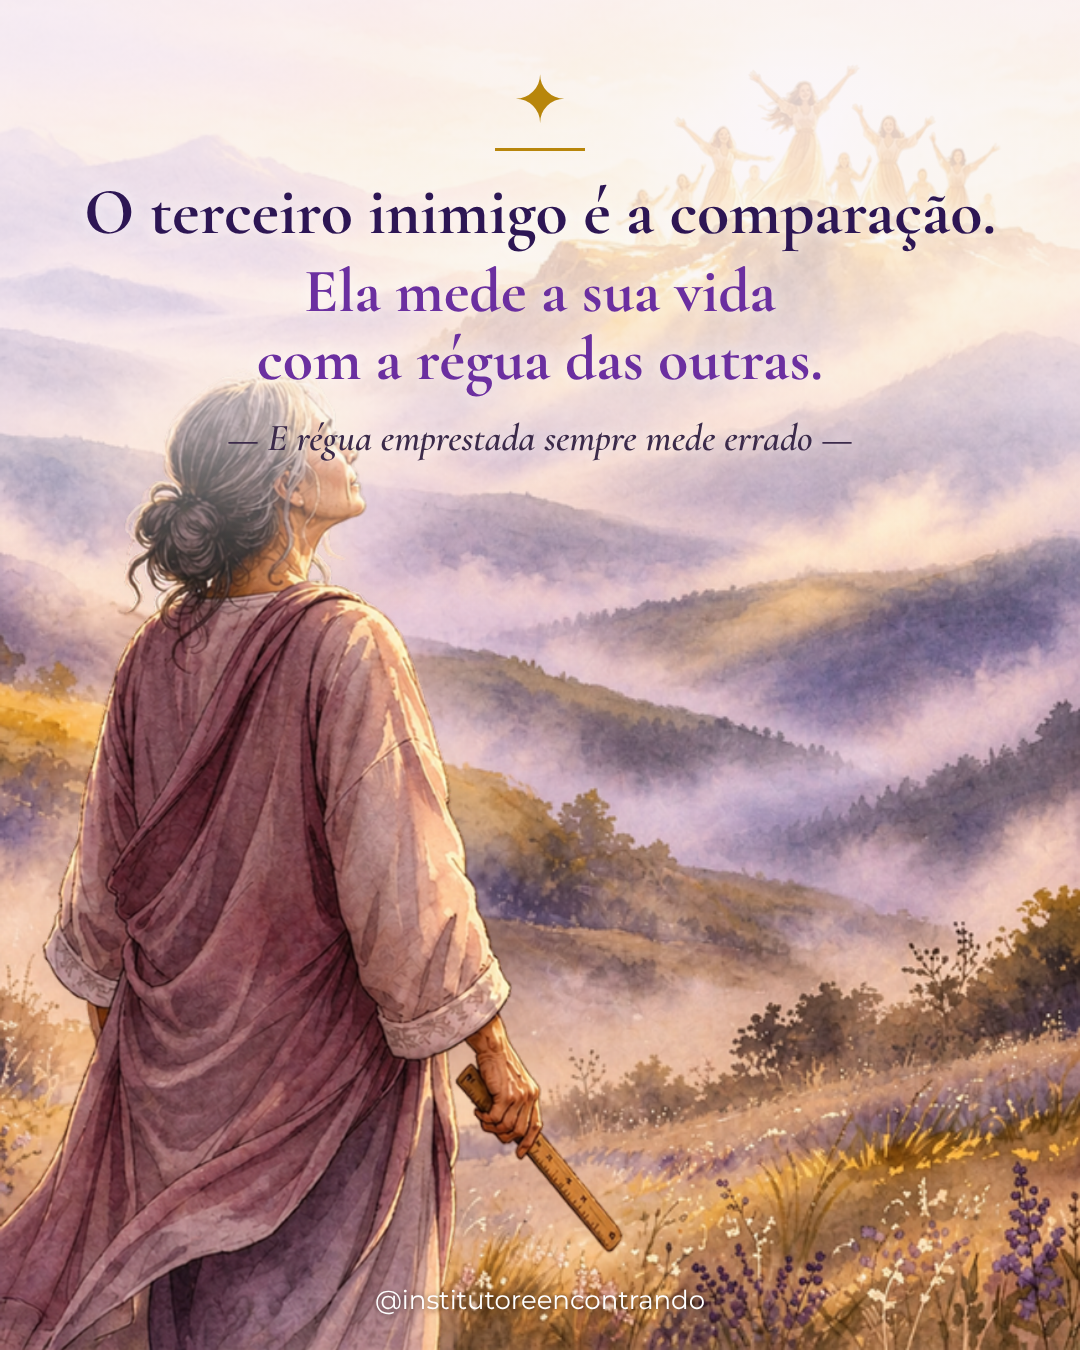 O terceiro inimigo é a comparação.
Ela mede a sua vida
com a régua das outras.
— E régua emprestada sempre mede errado —
@institutoreencontrando